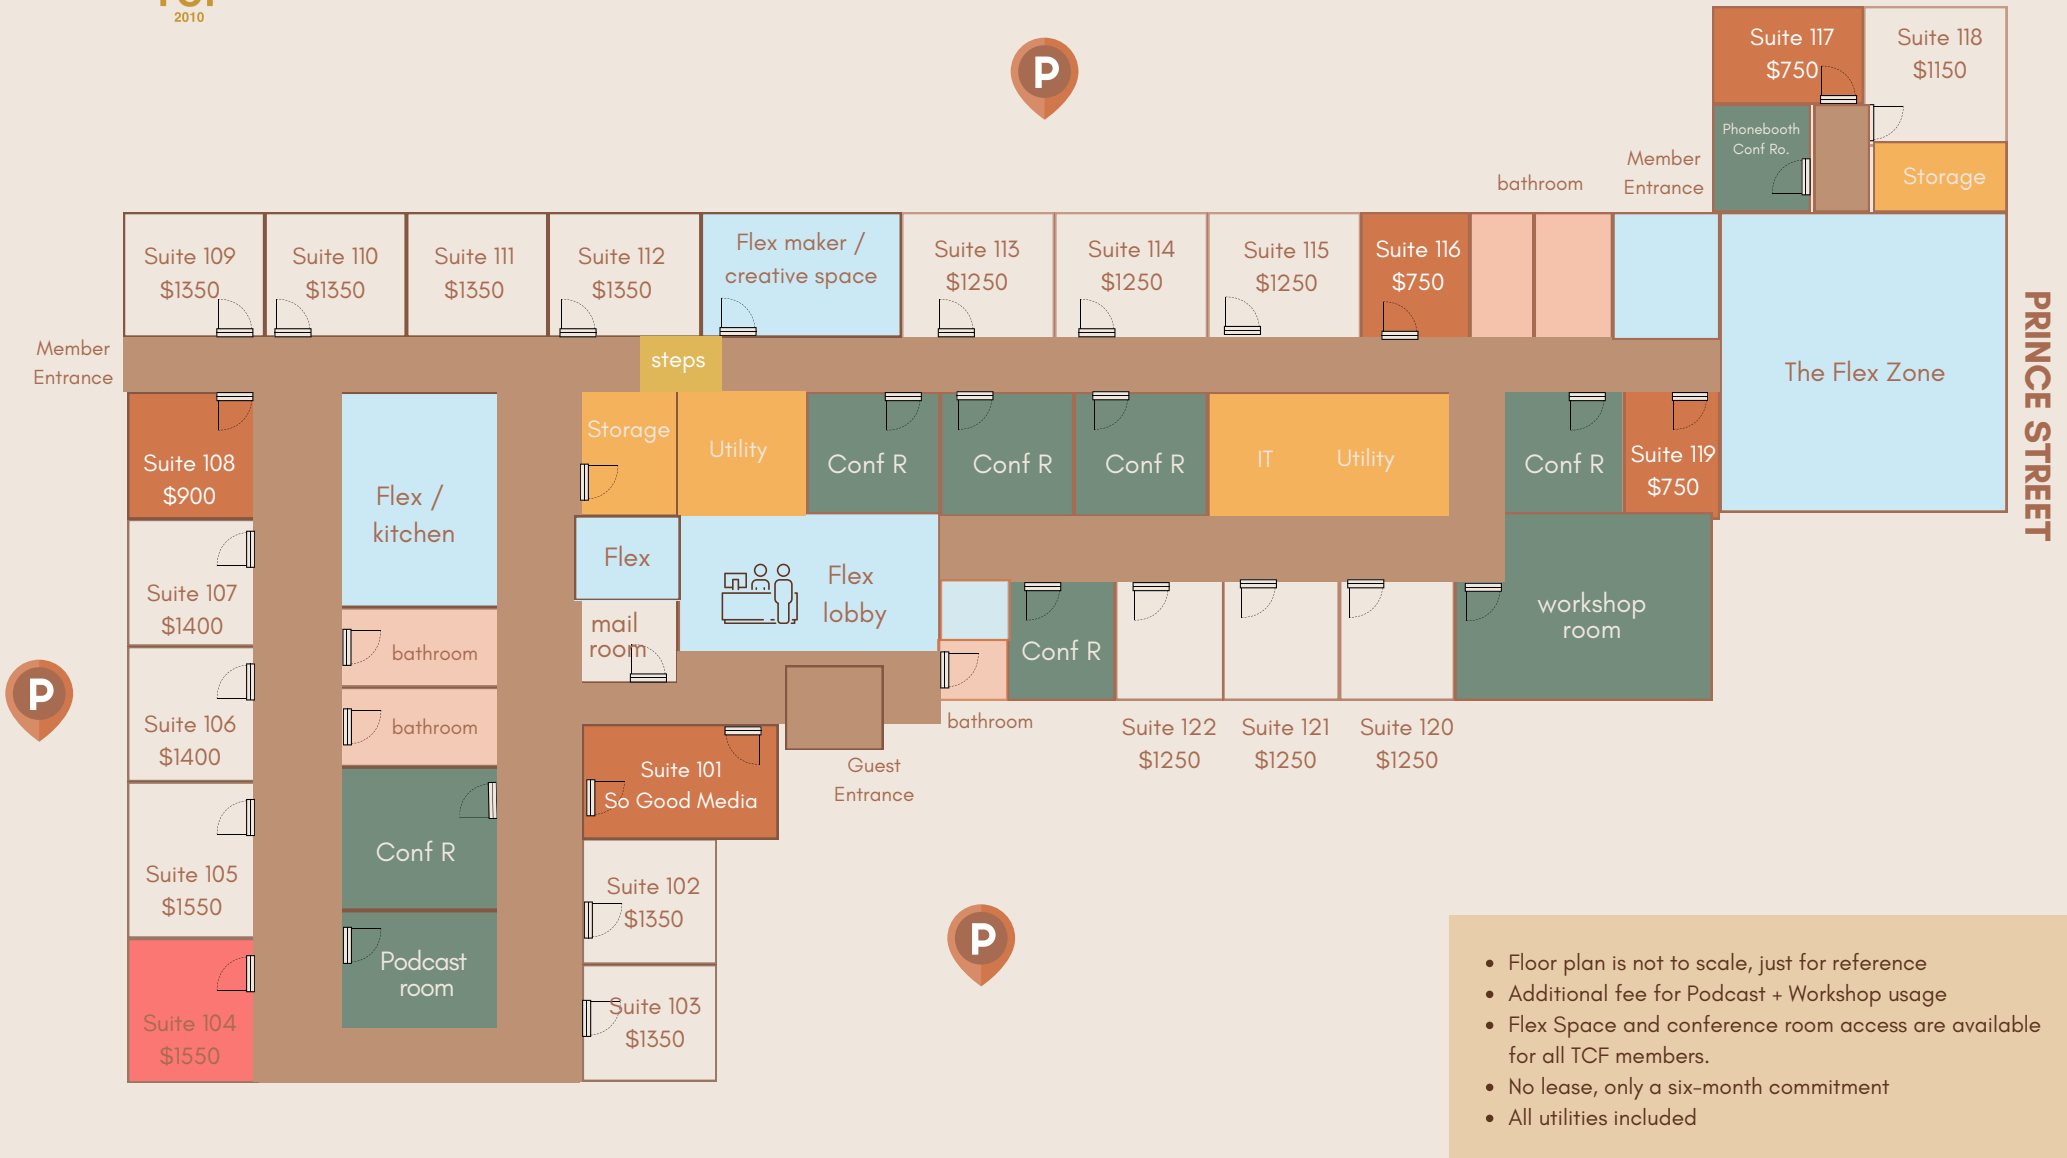 2010
P
Suite 117
$750
Suite 118
$1150
Phonebooth
Conf Ro.
Storage
Member
Entrance
bathroom
Suite 109
$1350
Suite 110
$1350
Suite 111
$1350
Suite 112
$1350
Flex maker /
creative space
Suite 113
$1250
Suite 114
$1250
Suite 115
$1250
Suite 116
$750
PRINCE STREET
The Flex Zone
Member
Entrance
steps
Suite 108
$900
Flex /
kitchen
Storage
Utility
Conf R
Conf R
Conf R
IT
Utility
Conf R
Suite 119
$750
Flex
Flex
lobby
mail
room
Suite 107
$1400
bathroom
Conf R
workshop
room
P
Suite 106
$1400
bathroom
bathroom
Suite 122
$1250
Suite 121
$1250
Suite 120
$1250
Guest
Entrance
Suite 101
So Good Media
Conf R
Suite 105
$1550
Suite 102
$1350
P
Podcast
room
Suite 104
$1550
Suite 103
$1350
• Floor plan is not to scale, just for reference
• Additional fee for Podcast + Workshop usage
• Flex Space and conference room access are available
for all TCF members.
• No lease, only a six-month commitment
• All utilities included